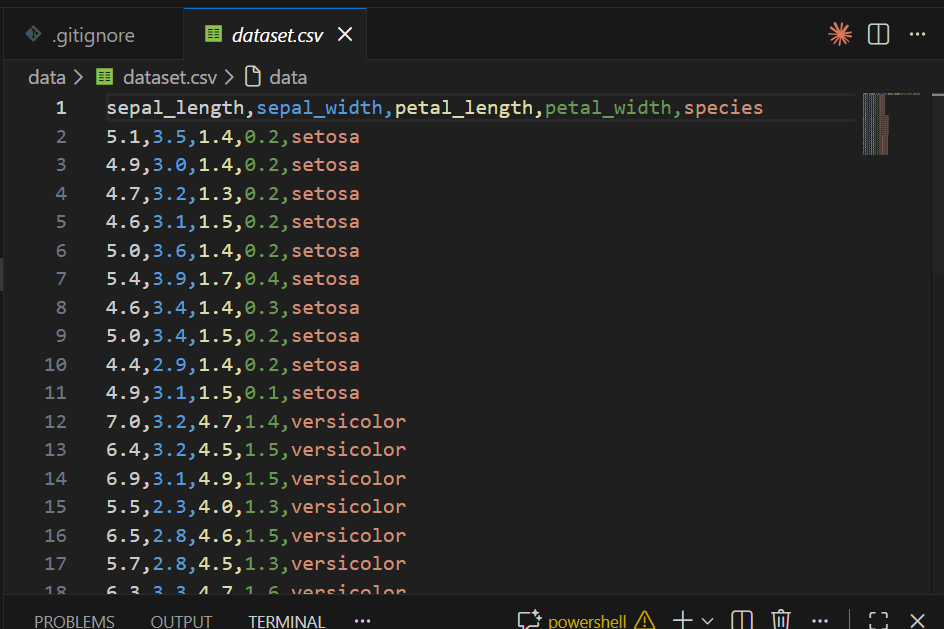 .gitignore dataset.csv
data > dataset.csv > data
1 sepal_length,sepal_width,petal_length,petal_width,species
2 5.1,3.5,1.4,0.2,setosa
3 4.9,3.0,1.4,0.2,setosa
4 4.7,3.2,1.3,0.2,setosa
5 4.6,3.1,1.5,0.2,setosa
6 5.0,3.6,1.4,0.2,setosa
7 5.4,3.9,1.7,0.4,setosa
8 4.6,3.4,1.4,0.3,setosa
9 5.0,3.4,1.5,0.2,setosa
10 4.4,2.9,1.4,0.2,setosa
11 4.9,3.1,1.5,0.1,setosa
12 7.0,3.2,4.7,1.4,versicolor
13 6.4,3.2,4.5,1.5,versicolor
14 6.9,3.1,4.9,1.5,versicolor
15 5.5,2.3,4.0,1.3,versicolor
16 6.5,2.8,4.6,1.5,versicolor
17 5.7,2.8,4.5,1.3,versicolor
18 6.3,3.3,4.7,1.6,versicolor
PROBLEMS OUTPUT TERMINAL ... powershell